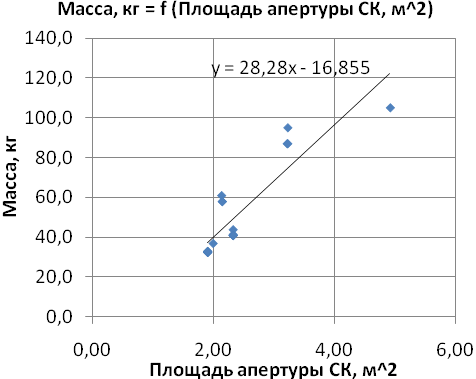 Масса, кг = f (Площадь апертуры СК, м^2)
140,0
120,0
100,0
80,0
60,0
40,0
20,0
0,0
Масса, кг
y = 28,28x - 16,855
0,00 2,00 4,00 6,00
Площадь апертуры СК, м^2